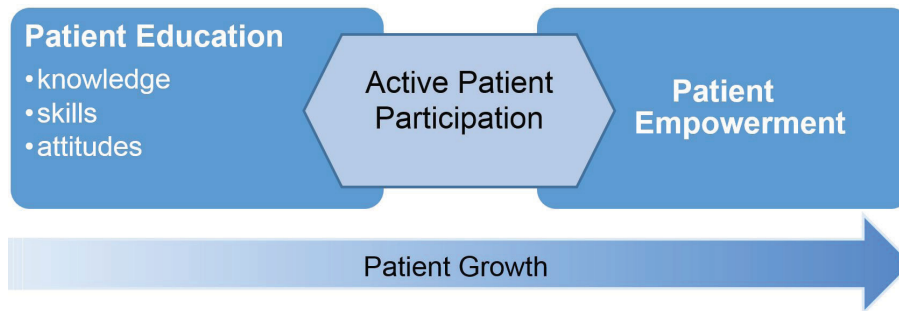 Patient Education
•knowledge
•skills
•attitudes
Active Patient
Participation
Patient
Empowerment
Patient Growth